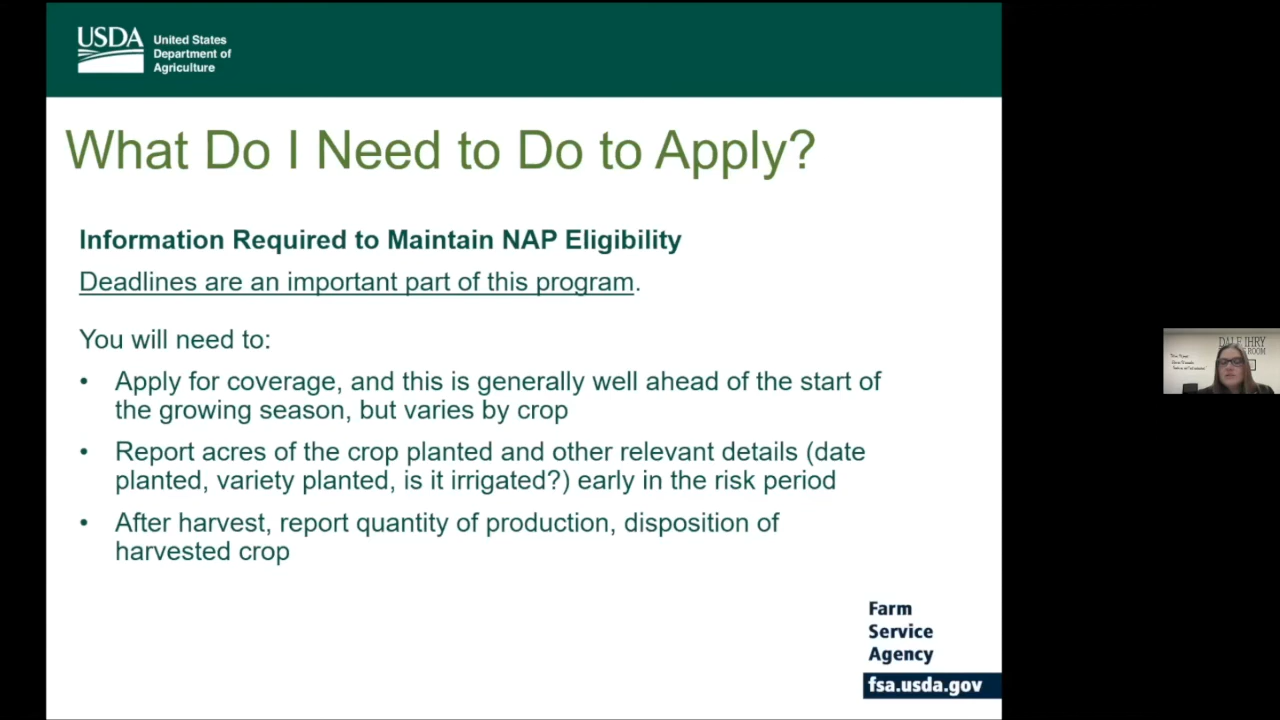 USDA
United States
Department of
Agriculture
What Do I Need to Do to Apply?
Information Required to Maintain NAP Eligibility
Deadlines are an important part of this program.
You will need to:
• Apply for coverage, and this is generally well ahead of the start of
the growing season, but varies by crop
• Report acres of the crop planted and other relevant details (date
planted, variety planted, is it irrigated?) early in the risk period
• After harvest, report quantity of production, disposition of
harvested crop
Farm
Service
Agency
fsa.usda.gov
IHRY
ROOM